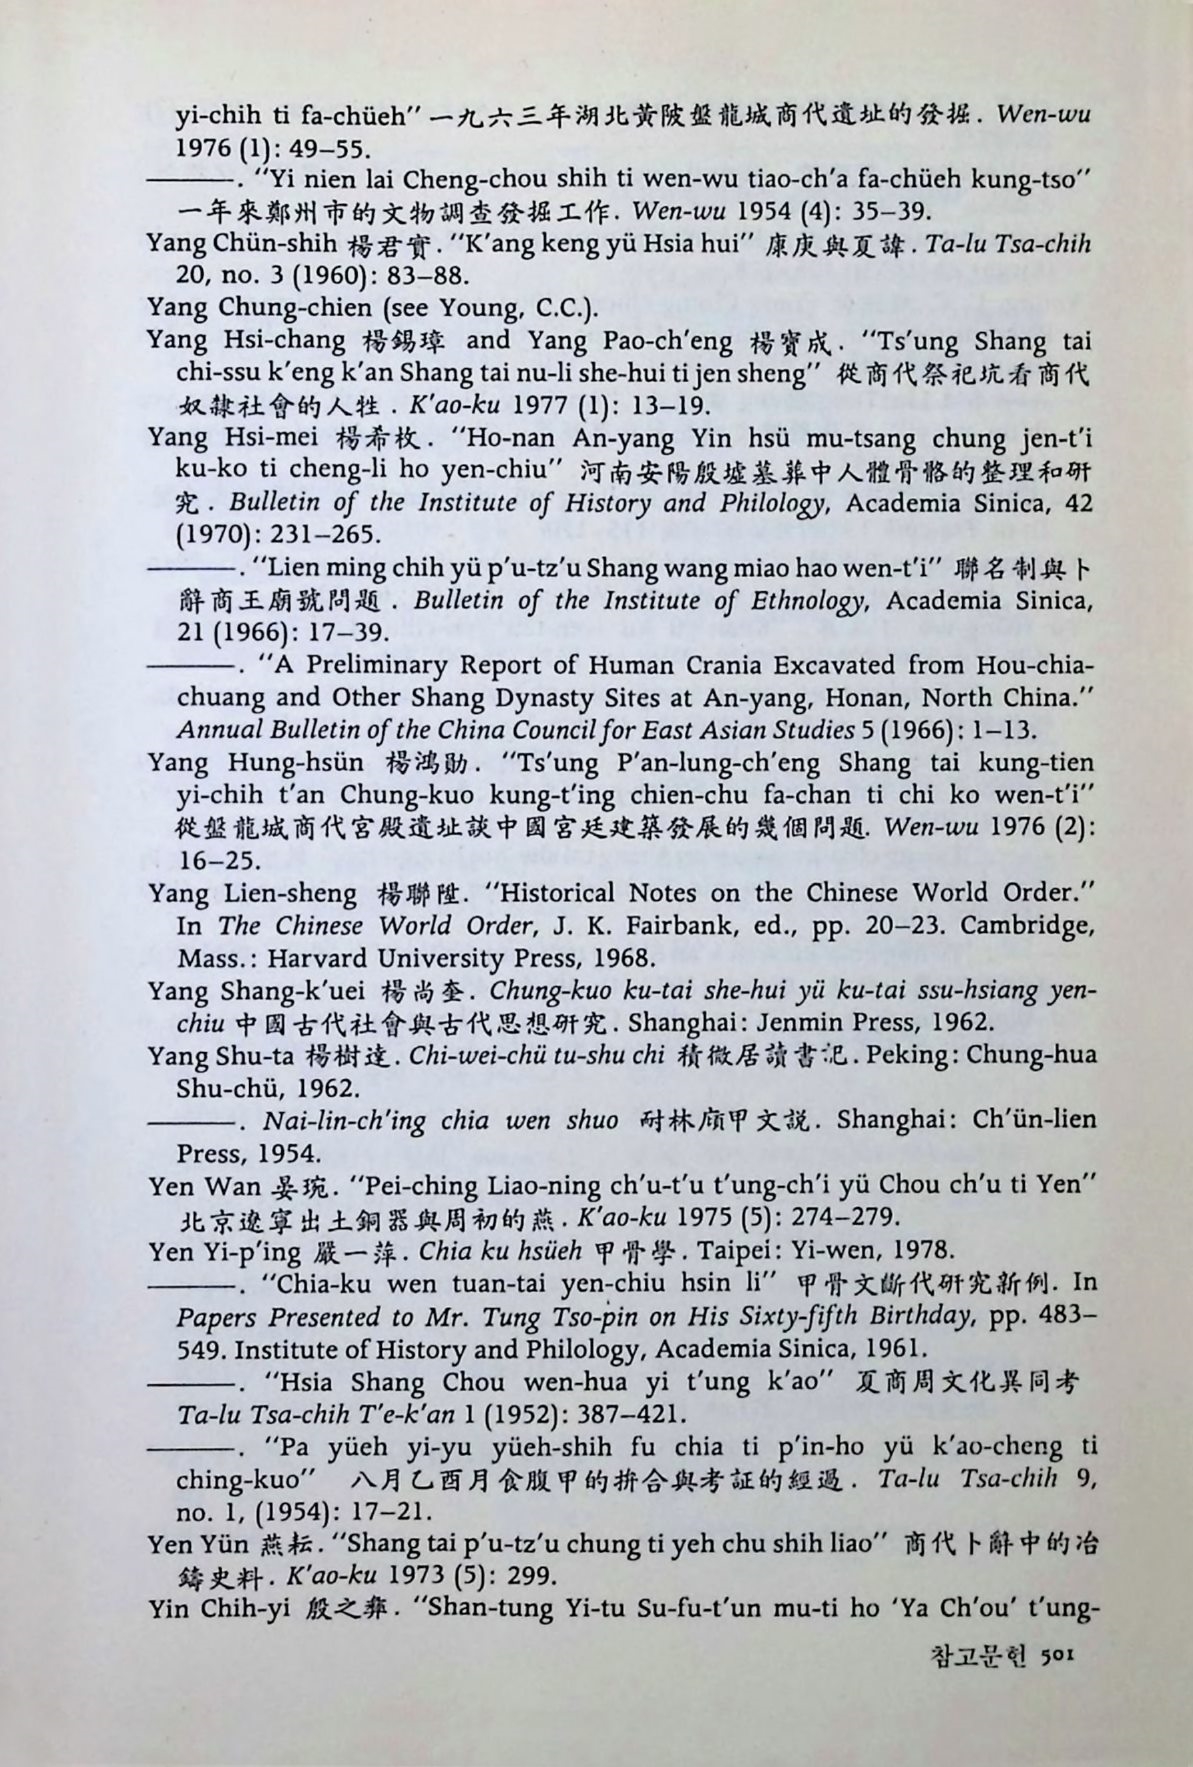 yi-chih ti fa-chüeh” 一九六三年湖北黃陂盤龍城商代遺址的發掘. Wen-wu
1976 (1): 49–55.
———. “Yi nien lai Cheng-chou shih ti wen-wu tiao-ch'a fa-chüeh kung-tso”
一年來鄭州市的文物調查發掘工作. Wen-wu 1954 (4): 35–39.
Yang Chün-shih 楊君實. “K'ang keng yü Hsia hui” 康庚與夏諱. Ta-lu Tsa-chih
20, no. 3 (1960): 83–88.
Yang Chung-chien (see Young, C.C.).
Yang Hsi-chang 楊錫璋 and Yang Pao-ch'eng 楊寶成. “Ts'ung Shang tai
chi-ssu k'eng k'an Shang tai nu-li she-hui ti jen sheng” 從商代祭祀坑看商代
奴隸社會的人牲. K'ao-ku 1977 (1): 13–19.
Yang Hsi-mei 楊希枚. “Ho-nan An-yang Yin hsü mu-tsang chung jen-t'i
ku-ko ti cheng-li ho yen-chiu” 河南安陽殷墟墓葬中人體骨骼的整理和研
究. Bulletin of the Institute of History and Philology, Academia Sinica, 42
(1970): 231–265.
———. “Lien ming chih yü p'u-tz'u Shang wang miao hao wen-t'i” 聯名制與卜
辭商王廟號問題. Bulletin of the Institute of Ethnology, Academia Sinica,
21 (1966): 17–39.
———. “A Preliminary Report of Human Crania Excavated from Hou-chia-
chuang and Other Shang Dynasty Sites at An-yang, Honan, North China.”
Annual Bulletin of the China Council for East Asian Studies 5 (1966): 1–13.
Yang Hung-hsün 楊鴻勛. “Ts'ung P'an-lung-ch'eng Shang tai kung-tien
yi-chih t'an Chung-kuo kung-t'ing chien-chu fa-chan ti chi ko wen-t'i”
從盤龍城商代宮殿遺址談中國宮廷建築發展的幾個問題. Wen-wu 1976 (2):
16–25.
Yang Lien-sheng 楊聯陞. “Historical Notes on the Chinese World Order.”
In The Chinese World Order, J. K. Fairbank, ed., pp. 20–23. Cambridge,
Mass.: Harvard University Press, 1968.
Yang Shang-k'uei 楊尚奎. Chung-kuo ku-tai she-hui yü ku-tai ssu-hsiang yen-
chiu 中國古代社會與古代思想研究. Shanghai: Jenmin Press, 1962.
Yang Shu-ta 楊樹達. Chi-wei-chü tu-shu chi 積微居讀書記. Peking: Chung-hua
Shu-chü, 1962.
———. Nai-lin-ch'ing chia wen shuo 耐林廎甲文説. Shanghai: Ch'ün-lien
Press, 1954.
Yen Wan 晏琬. “Pei-ching Liao-ning ch'u-t'u t'ung-ch'i yü Chou ch'u ti Yen”
北京遼寧出土銅器與周初的燕. K'ao-ku 1975 (5): 274–279.
Yen Yi-p'ing 嚴一萍. Chia ku hsüeh 甲骨學. Taipei: Yi-wen, 1978.
———. “Chia-ku wen tuan-tai yen-chiu hsin li” 甲骨文斷代研究新例. In
Papers Presented to Mr. Tung Tso-pin on His Sixty-fifth Birthday, pp. 483–
549. Institute of History and Philology, Academia Sinica, 1961.
———. “Hsia Shang Chou wen-hua yi t'ung k'ao” 夏商周文化異同考
Ta-lu Tsa-chih T'e-k'an 1 (1952): 387–421.
———. “Pa yüeh yi-yu yüeh-shih fu chia ti p'in-ho yü k'ao-cheng ti
ching-kuo” 八月乙酉月食腹甲的拚合與考証的經過. Ta-lu Tsa-chih 9,
no. 1, (1954): 17–21.
Yen Yün 燕耘. “Shang tai p'u-tz'u chung ti yeh chu shih liao” 商代卜辭中的冶
鑄史料. K'ao-ku 1973 (5): 299.
Yin Chih-yi 殷之彝. “Shan-tung Yi-tu Su-fu-t'un mu-ti ho ‘Ya Ch'ou’ t'ung-
참고문헌 501